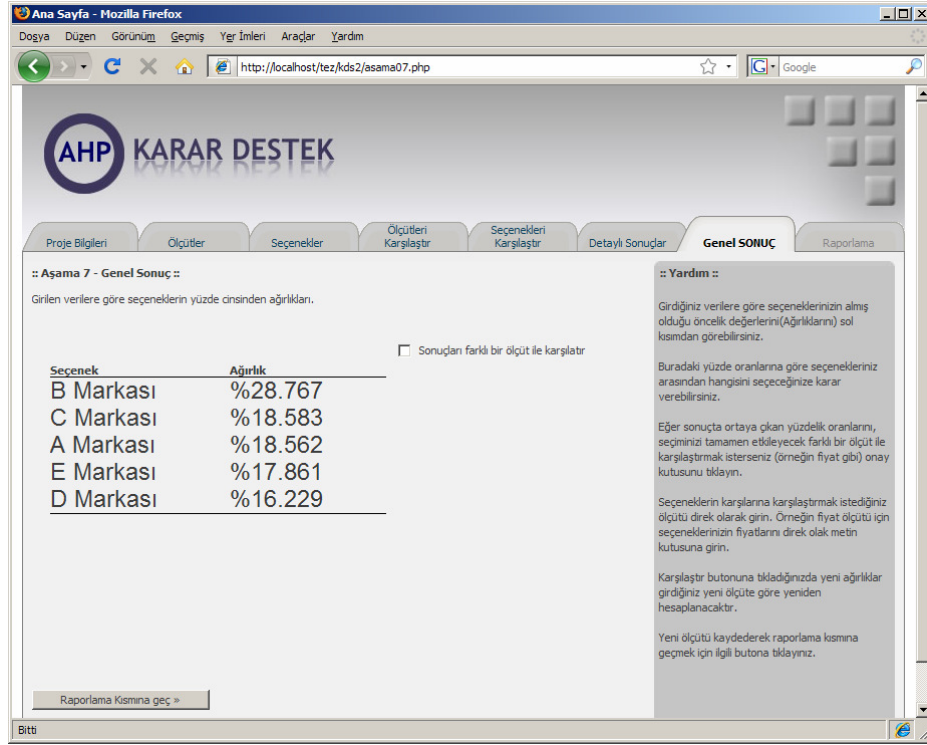 Ana Sayfa - Mozilla Firefox
Dosya Düzen Görünüm Geçmiş Yer İmleri Araçlar Yardım
http://localhost/tez/kds2/asama07.php
G Google
AHP KARAR DESTEK
Proje Bilgileri
Ölçütler
Seçenekler
Ölçütleri
Karşılaştır
Seçenekleri
Karşılaştır
Detaylı Sonuçlar
Genel SONUÇ
Raporlama
:: Aşama 7 - Genel Sonuç ::
Girilen verilere göre seçeneklerin yüzde cinsinden ağırlıkları.
Sonuçları farklı bir ölçüt ile karşılatır
Seçenek Ağırlık
B Markası %28.767
C Markası %18.583
A Markası %18.562
E Markası %17.861
D Markası %16.229
Raporlama Kısmına geç »
:: Yardım ::
Girdiğiniz verilere göre seçeneklerinizin almış
olduğu öncelik değerlerini(Ağırlıklarını) sol
kısımdan görebilirsiniz.
Buradaki yüzde oranlarına göre seçenekleriniz
arasından hangisini seçeceğinize karar
verebilirsiniz.
Eğer sonuçta ortaya çıkan yüzdelik oranlarını,
seçiminizi tamamen etkileyecek farklı bir ölçüt ile
karşılaştırmak isterseniz (örneğin fiyat gibi) onay
kutusunu tıklayın.
Seçeneklerin karşılarına karşılaştırmak istediğiniz
ölçütü direk olarak girin. Örneğin fiyat ölçütü için
seçeneklerinizin fiyatlarını direk olak metin
kutusuna girin.
Karşılaştır butonuna tıkladığınızda yeni ağırlıklar
girdiğiniz yeni ölçüte göre yeniden
hesaplanacaktır.
Yeni ölçütü kaydederek raporlama kısmına
geçmek için ilgili butona tıklayınız.
Bitti